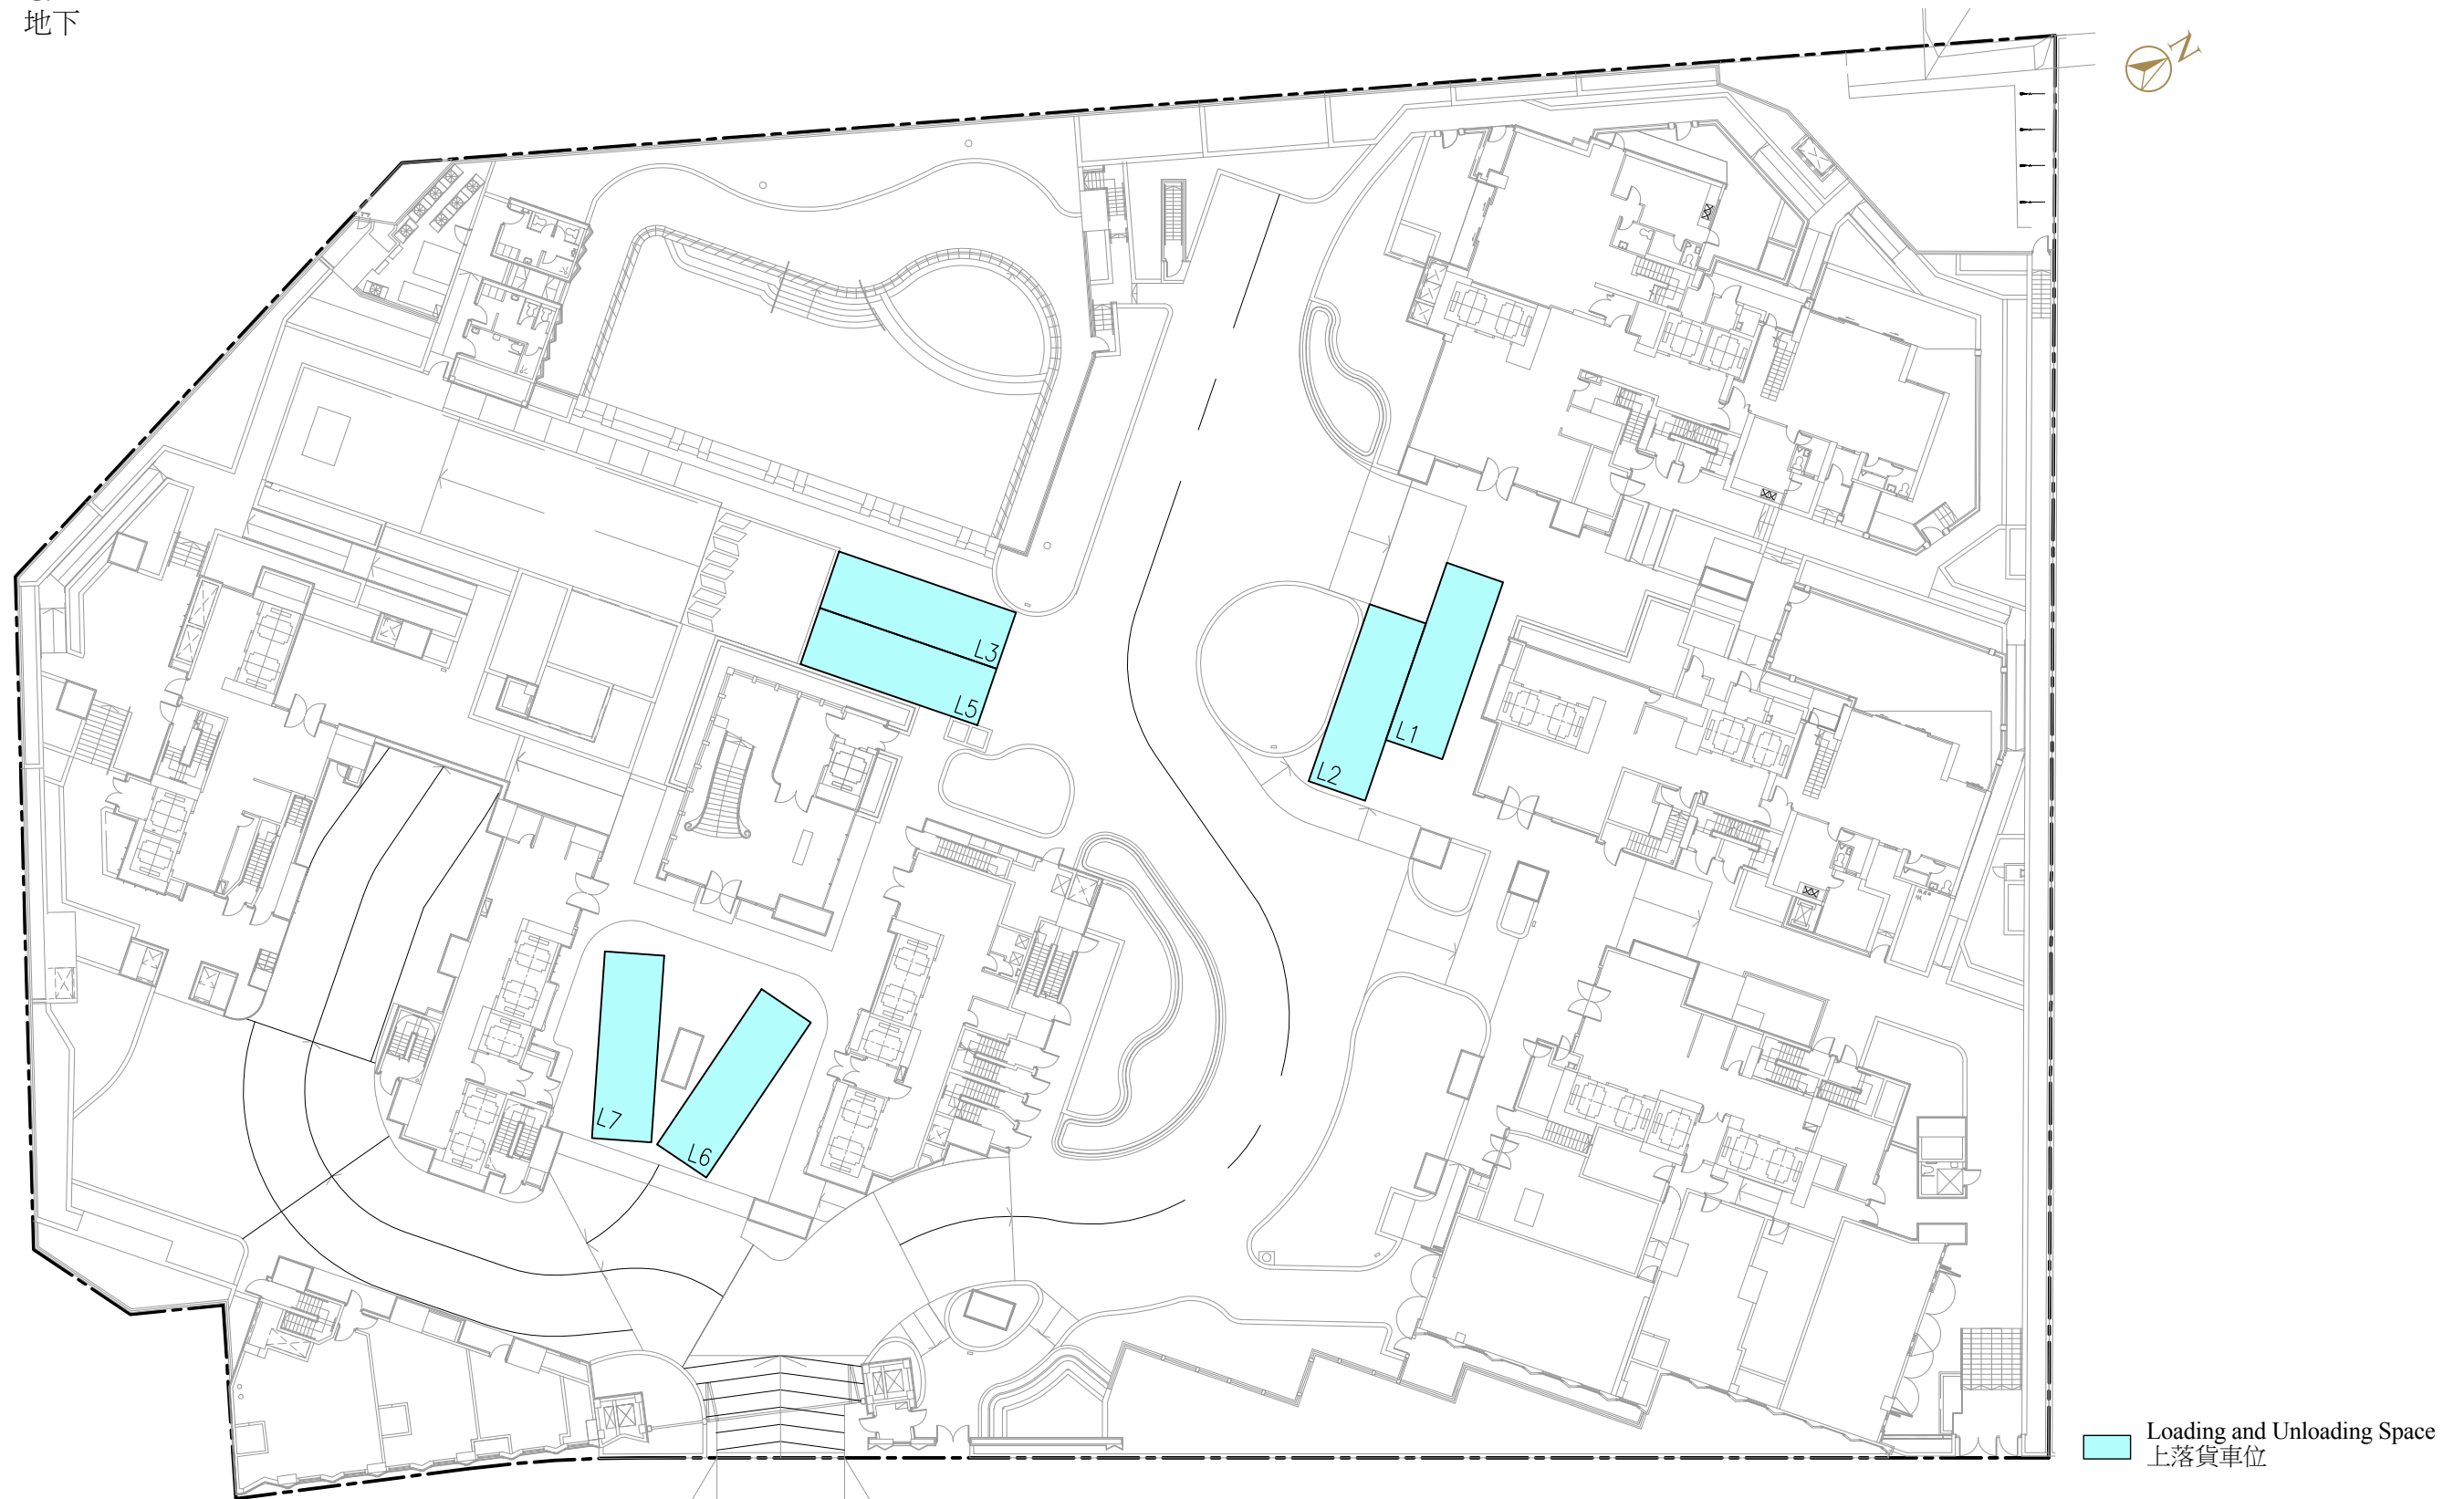 地下
N
L3
L5
L1
L2
L7
L6
Loading and Unloading Space
上落貨車位